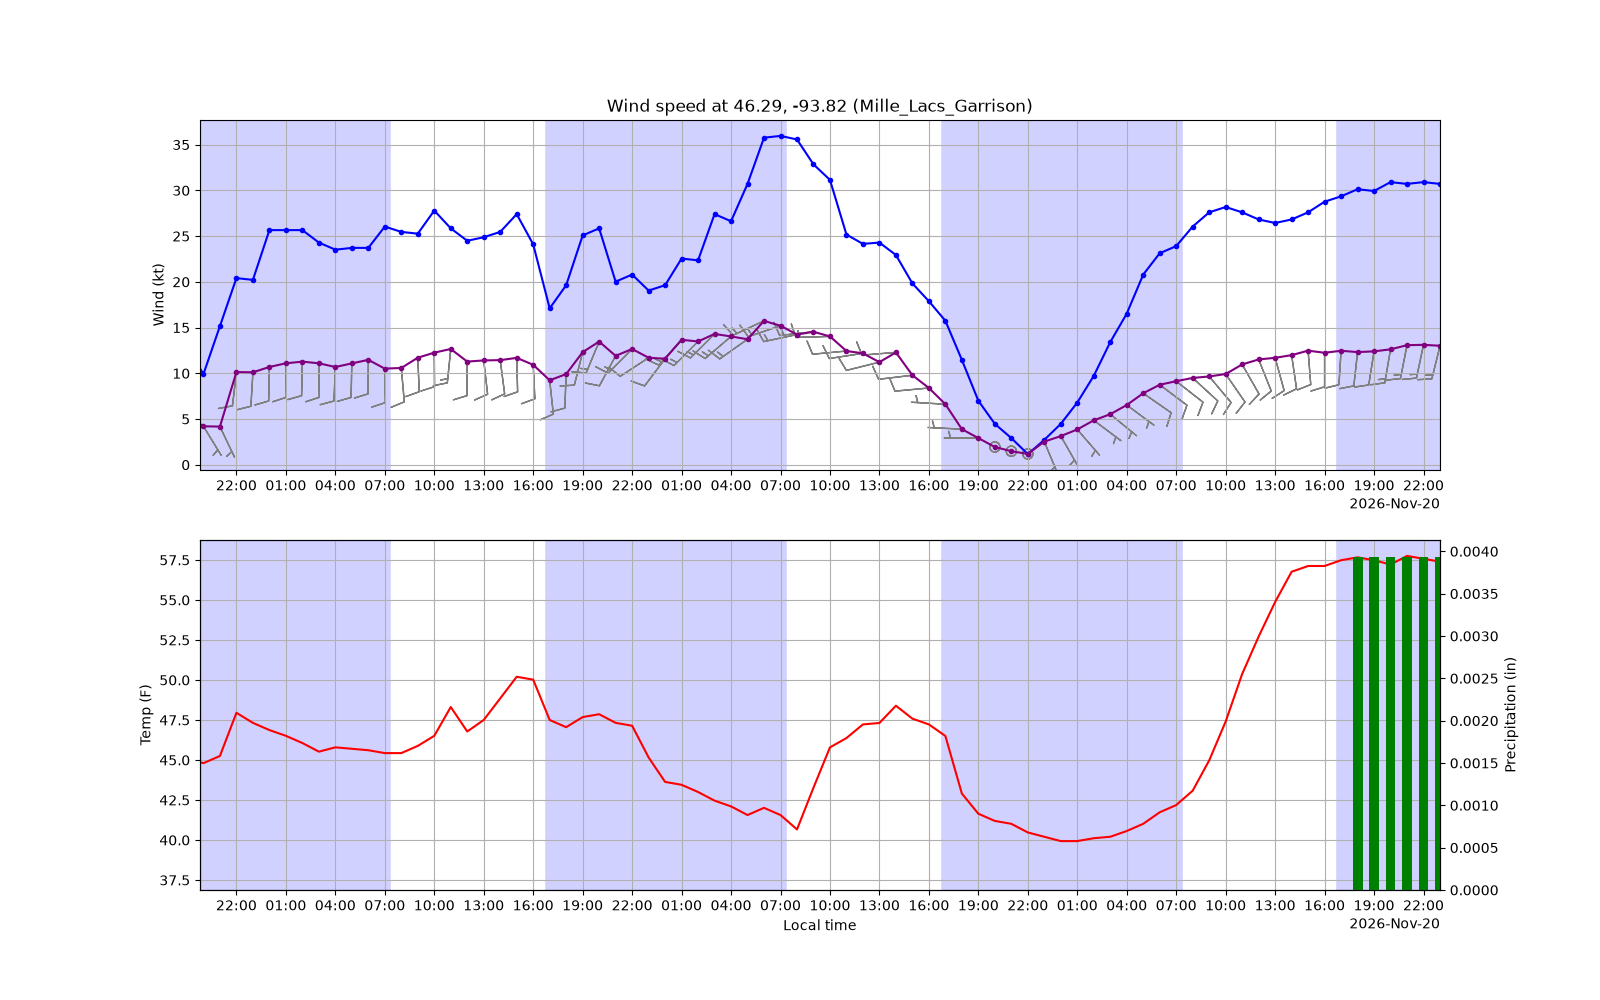 Wind speed at 46.29, -93.82 (Mille_Lacs_Garrison)
35
30
25
20
15
10
5
0
Wind (kt)
22:00 01:00 04:00 07:00 10:00 13:00 16:00 19:00 22:00 01:00 04:00 07:00 10:00 13:00 16:00 19:00 22:00 01:00 04:00 07:00 10:00 13:00 16:00 19:00 22:00
2026-Nov-20
57.5
55.0
52.5
50.0
47.5
45.0
42.5
40.0
37.5
Temp (F)
0.0040
0.0035
0.0030
0.0025
0.0020
0.0015
0.0010
0.0005
0.0000
Precipitation (in)
22:00 01:00 04:00 07:00 10:00 13:00 16:00 19:00 22:00 01:00 04:00 07:00 10:00 13:00 16:00 19:00 22:00 01:00 04:00 07:00 10:00 13:00 16:00 19:00 22:00
Local time
2026-Nov-20